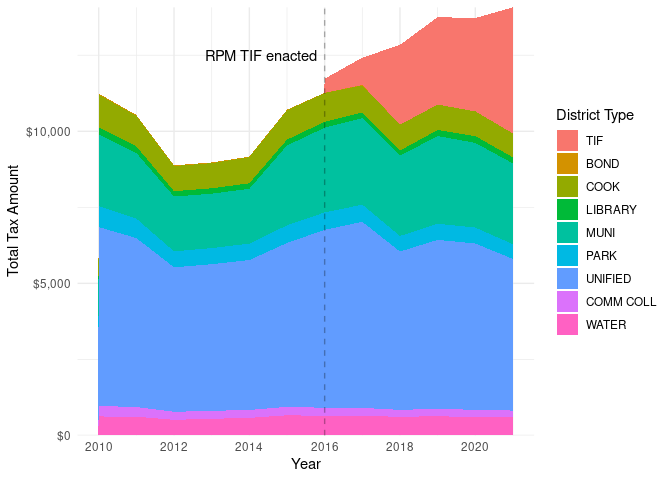 RPM TIF enacted
Total Tax Amount
$10,000
$5,000
$0
2010 2012 2014 2016 2018 2020
Year
District Type
TIF
BOND
COOK
LIBRARY
MUNI
PARK
UNIFIED
COMM COLL
WATER